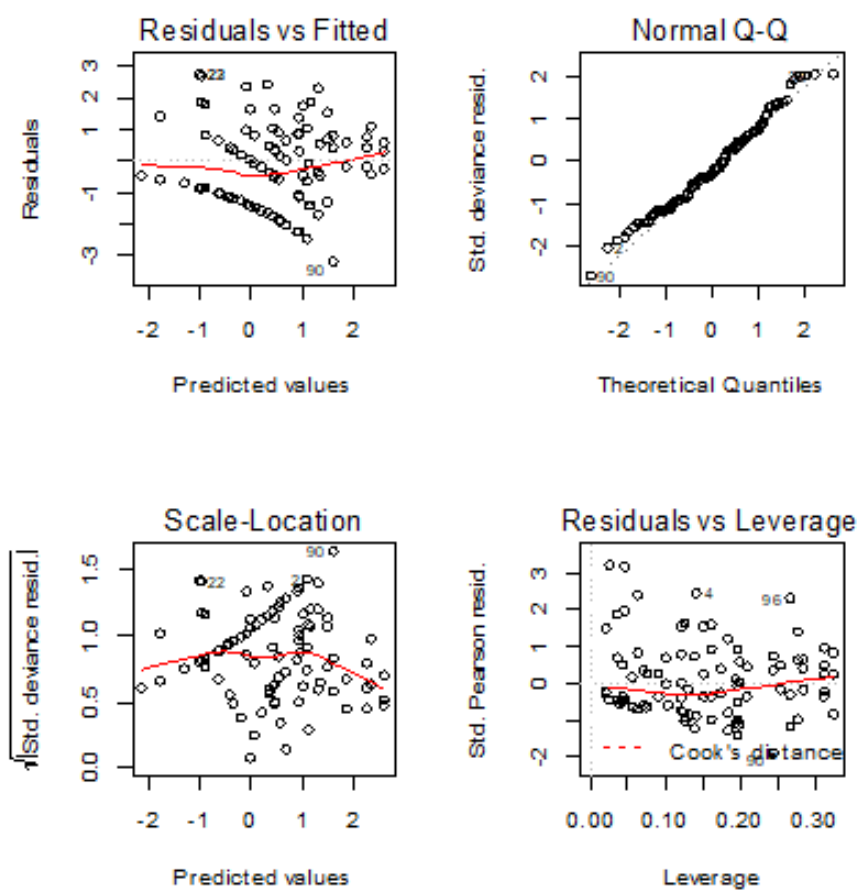 Residuals vs Fitted
Residuals
3
2
1
-1
-3
22
90
-2 -1 0 1 2
Predicted values
Normal Q-Q
Std. deviance resid.
2
1
0
-1
-2
2
90
-2 -1 0 1 2
Theoretical Quantiles
Scale-Location
√|Std. deviance resid.|
1.5
1.0
0.5
0.0
90
22
2
-2 -1 0 1 2
Predicted values
Residuals vs Leverage
Std. Pearson resid.
3
2
1
0
-2
4
96
90
Cook's distance
0.00 0.10 0.20 0.30
Leverage